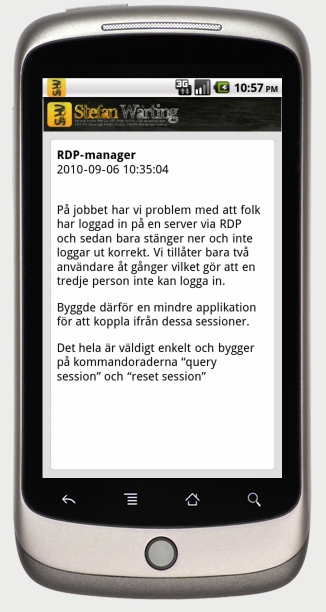 3G
10:57 PM
SW
Stefan Warting
RDP-manager
2010-09-06 10:35:04
På jobbet har vi problem med att folk
har loggad in på en server via RDP
och sedan bara stänger ner och inte
loggar ut korrekt. Vi tillåter bara två
användare åt gånger vilket gör att en
tredje person inte kan logga in.
Byggde därför en mindre applikation
för att koppla ifrån dessa sessioner.
Det hela är väldigt enkelt och bygger
på kommandoraderna “query
session” och “reset session”